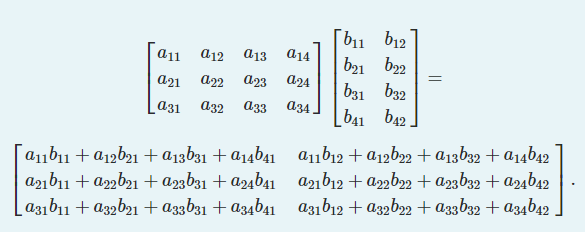 [a₁₁ a₁₂ a₁₃ a₁₄] [b₁₁ b₁₂]
[a₂₁ a₂₂ a₂₃ a₂₄] [b₂₁ b₂₂] =
[a₃₁ a₃₂ a₃₃ a₃₄] [b₃₁ b₃₂]
[b₄₁ b₄₂]
[a₁₁b₁₁ + a₁₂b₂₁ + a₁₃b₃₁ + a₁₄b₄₁ a₁₁b₁₂ + a₁₂b₂₂ + a₁₃b₃₂ + a₁₄b₄₂]
[a₂₁b₁₁ + a₂₂b₂₁ + a₂₃b₃₁ + a₂₄b₄₁ a₂₁b₁₂ + a₂₂b₂₂ + a₂₃b₃₂ + a₂₄b₄₂] .
[a₃₁b₁₁ + a₃₂b₂₁ + a₃₃b₃₁ + a₃₄b₄₁ a₃₁b₁₂ + a₃₂b₂₂ + a₃₃b₃₂ + a₃₄b₄₂]